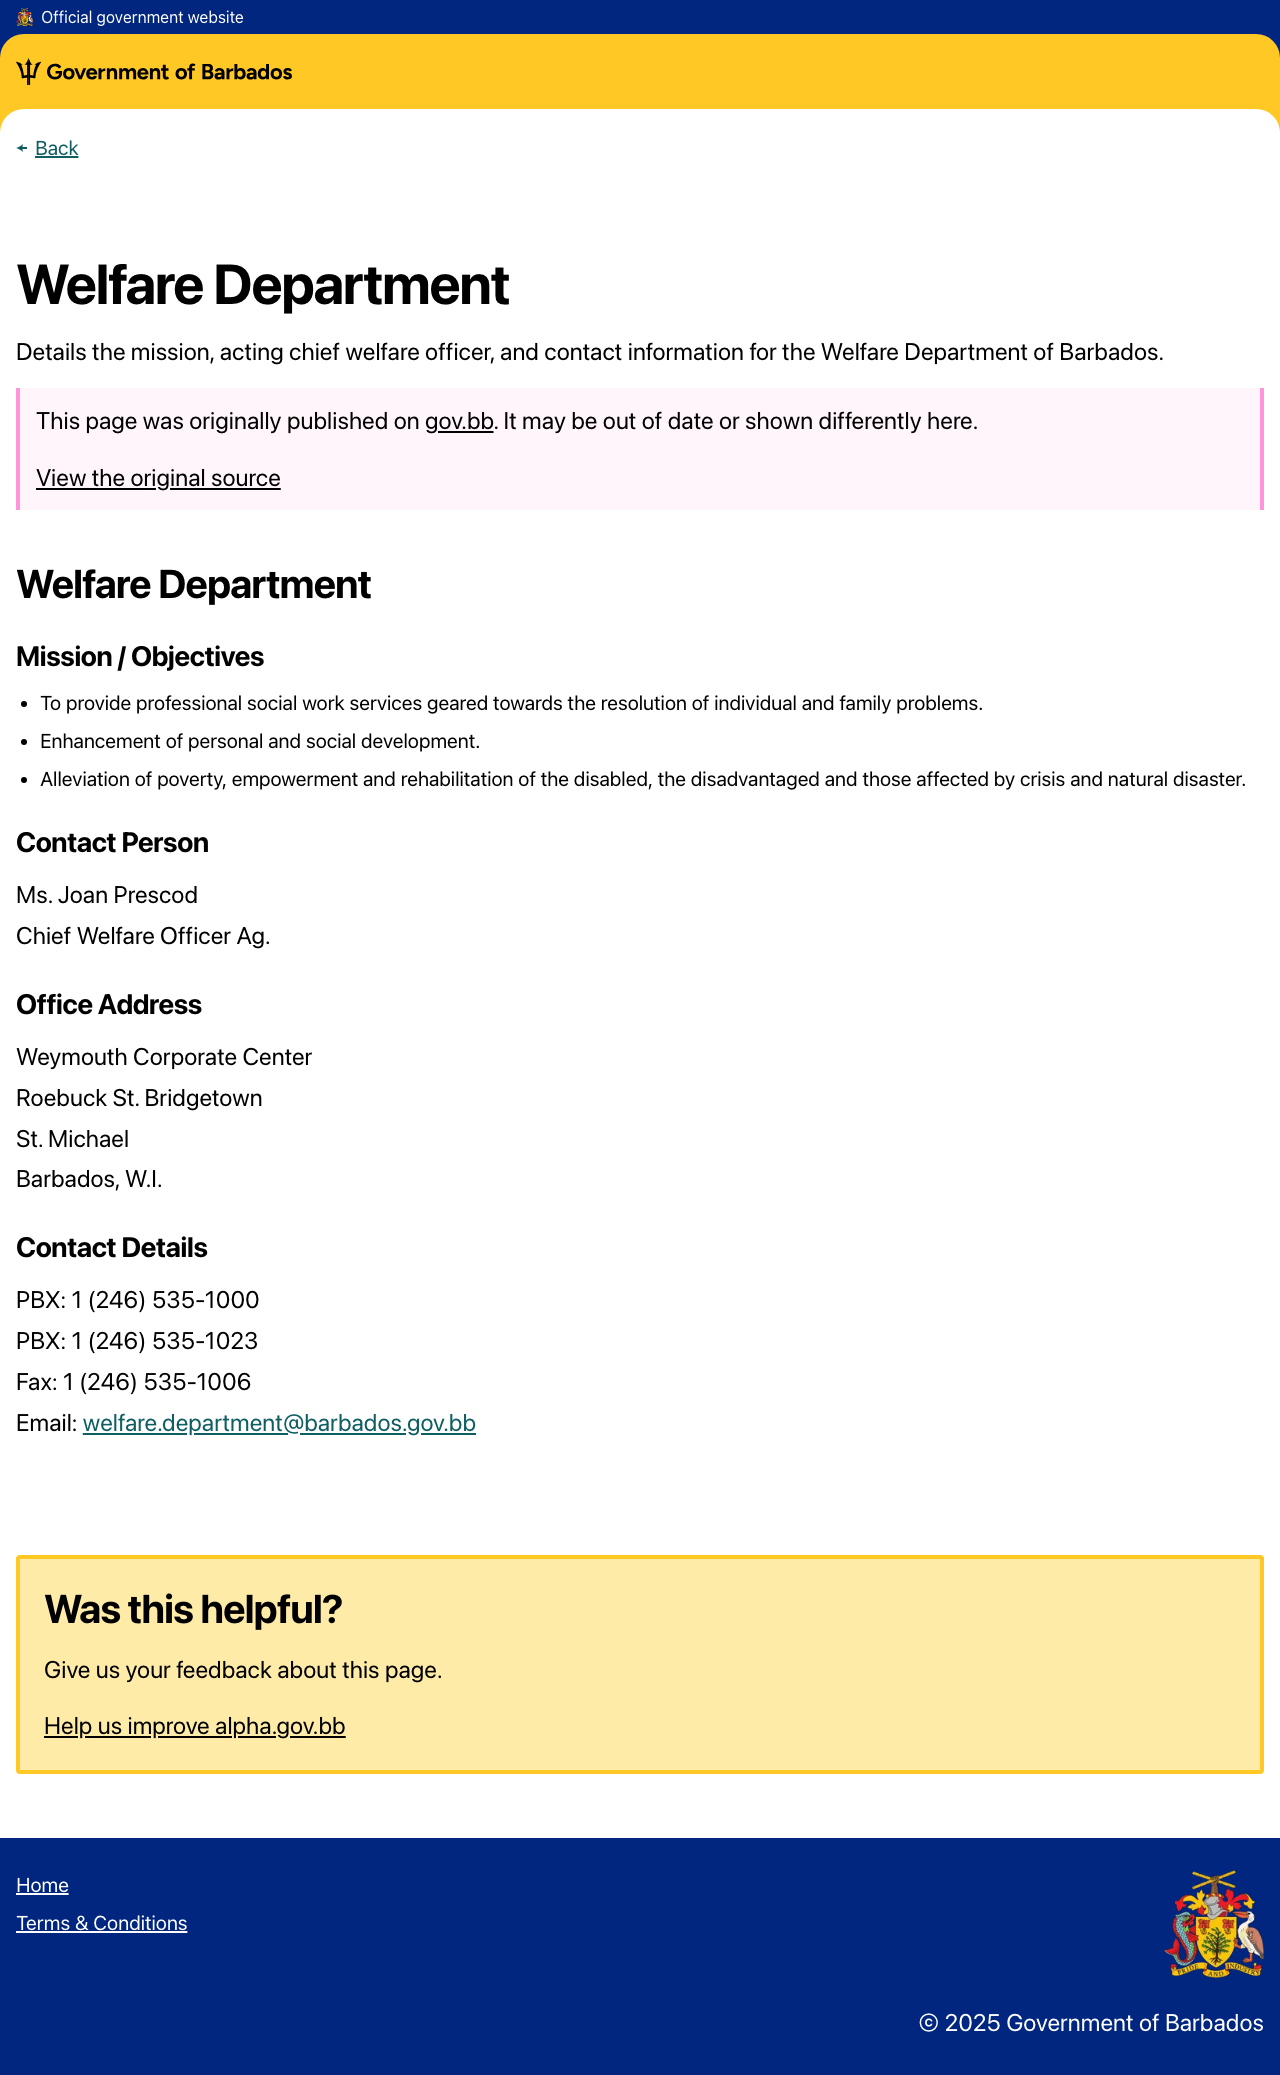 Official government website
Government of Barbados
Back
Welfare Department
Details the mission, acting chief welfare officer, and contact information for the Welfare Department of Barbados.
This page was originally published on gov.bb. It may be out of date or shown differently here.
View the original source
Welfare Department
Mission / Objectives
• To provide professional social work services geared towards the resolution of individual and family problems.
• Enhancement of personal and social development.
• Alleviation of poverty, empowerment and rehabilitation of the disabled, the disadvantaged and those affected by crisis and natural disaster.
Contact Person
Ms. Joan Prescod
Chief Welfare Officer Ag.
Office Address
Weymouth Corporate Center
Roebuck St. Bridgetown
St. Michael
Barbados, W.I.
Contact Details
PBX: 1 (246) 535-1000
PBX: 1 (246) 535-1023
Fax: 1 (246) 535-1006
Email: welfare.department@barbados.gov.bb
Was this helpful?
Give us your feedback about this page.
Help us improve alpha.gov.bb
Home
Terms & Conditions
PRIDE AND INDUSTRY
© 2025 Government of Barbados